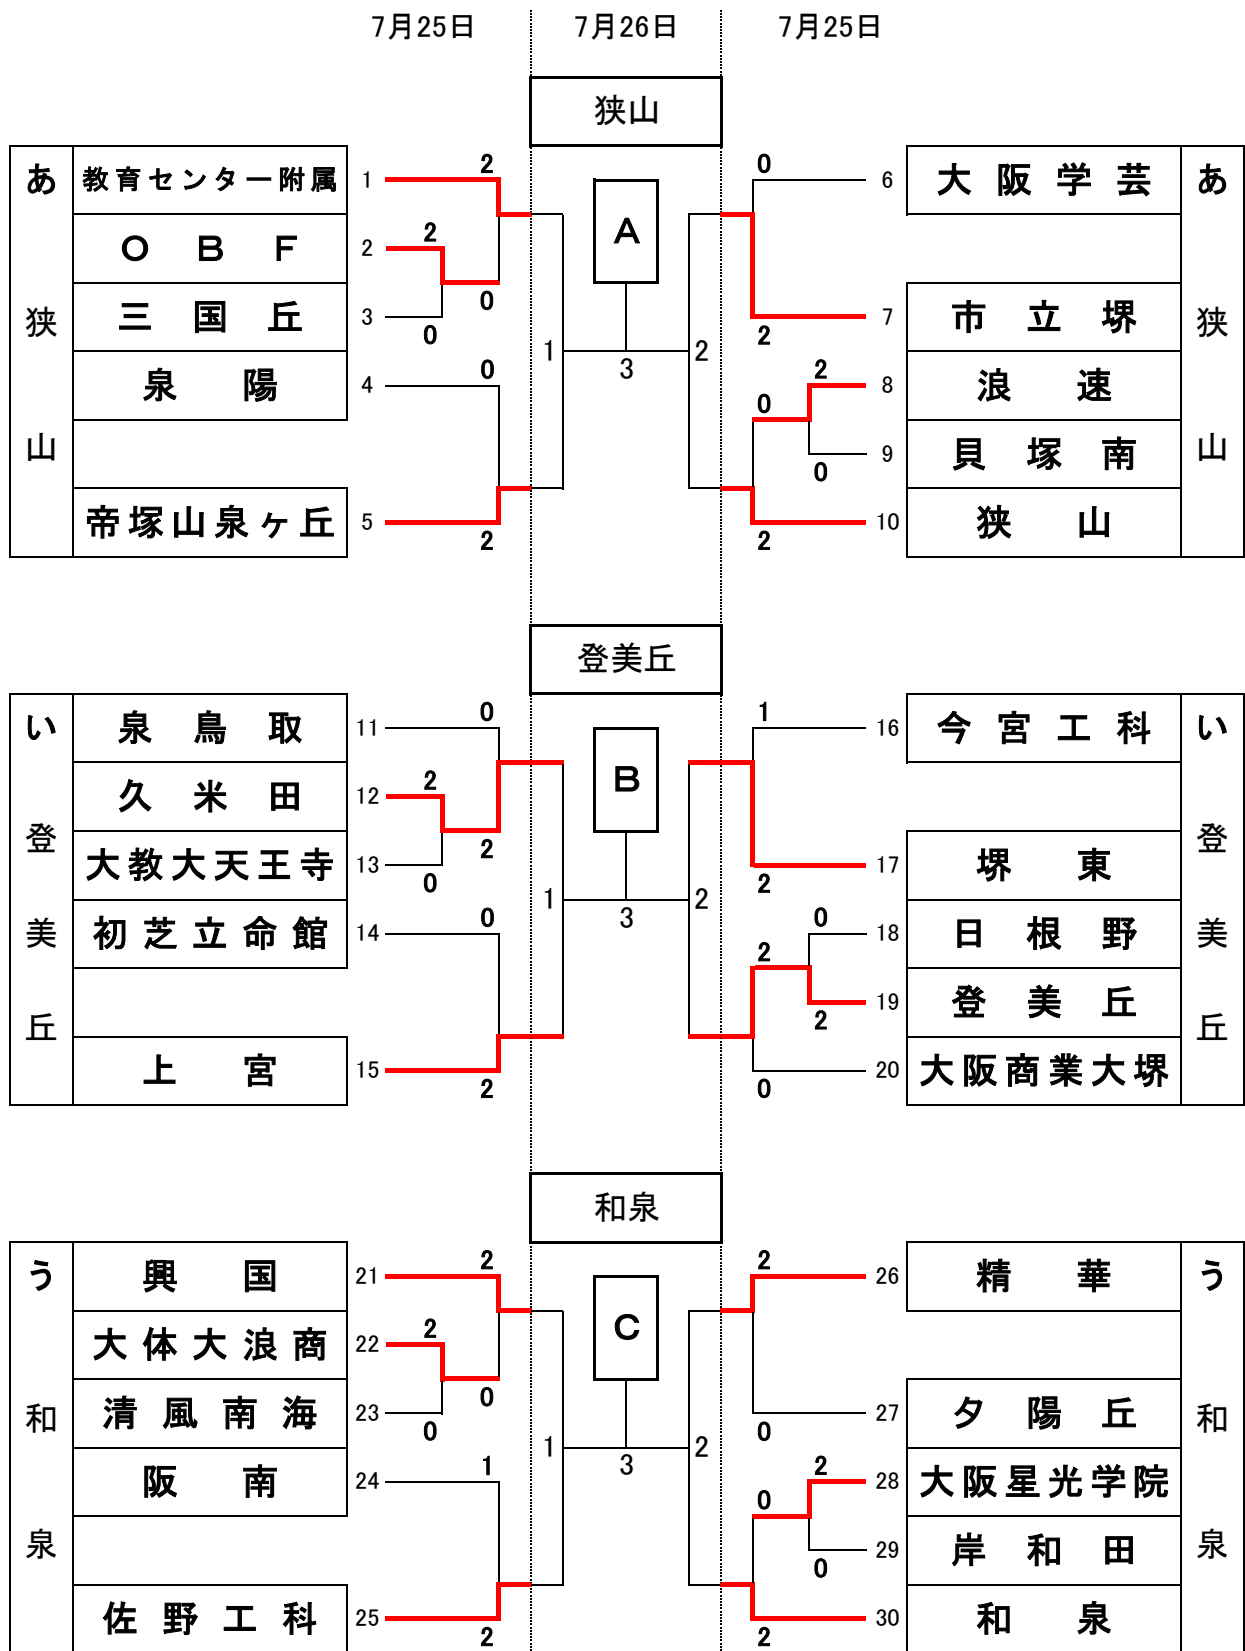 7月25日 7月26日 7月25日
狭山
あ 狭 山
教育センター附属 1 2
OBF 2 2
三国丘 3 0 0
泉陽 4 0
帝塚山泉ヶ丘 5 2
A
1 3 2
0 6 大阪学芸
2 7 市立堺
0 2 8 浪速
0 9 貝塚南
2 10 狭山
あ 狭 山
登美丘
い 登 美 丘
泉鳥取 11 0
久米田 12 2
大教大天王寺 13 0 2
初芝立命館 14 0
上宮 15 2
B
1 3 2
1 16 今宮工科
2 17 堺東
2 0 18 日根野
2 19 登美丘
0 20 大阪商業大堺
い 登 美 丘
和泉
う 和 泉
興国 21 2
大体大浪商 22 2
清風南海 23 0 0
阪南 24 1
佐野工科 25 2
C
1 3 2
2 26 精華
0 27 夕陽丘
0 2 28 大阪星光学院
0 29 岸和田
2 30 和泉
う 和 泉